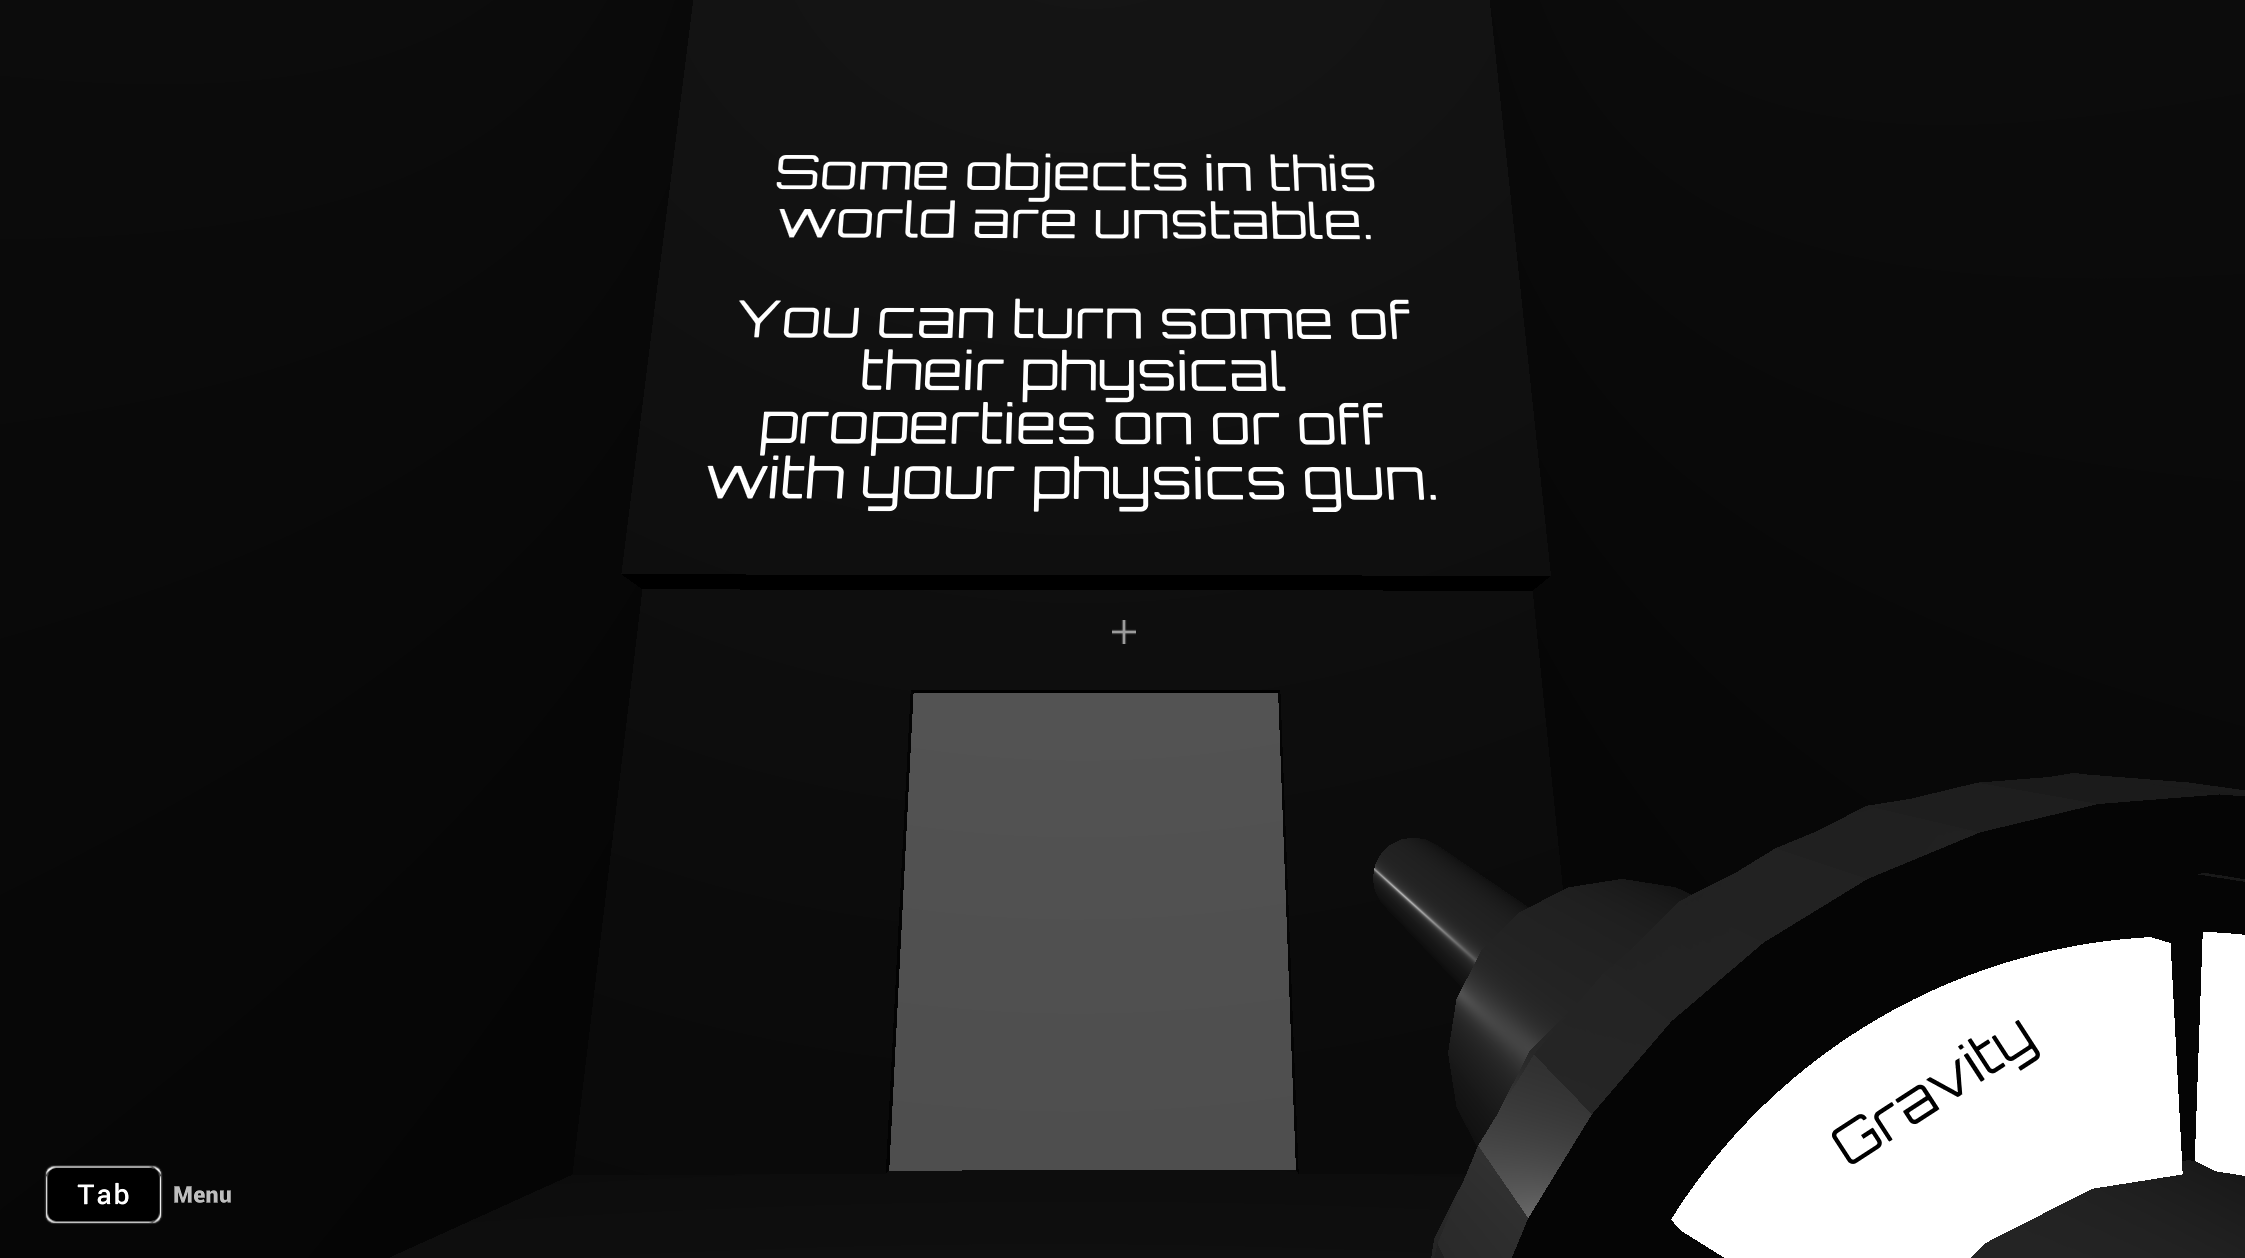 Some objects in this
world are unstable.
You can turn some of
their physical
properties on or off
with your physics gun.
Gravity
Tab Menu